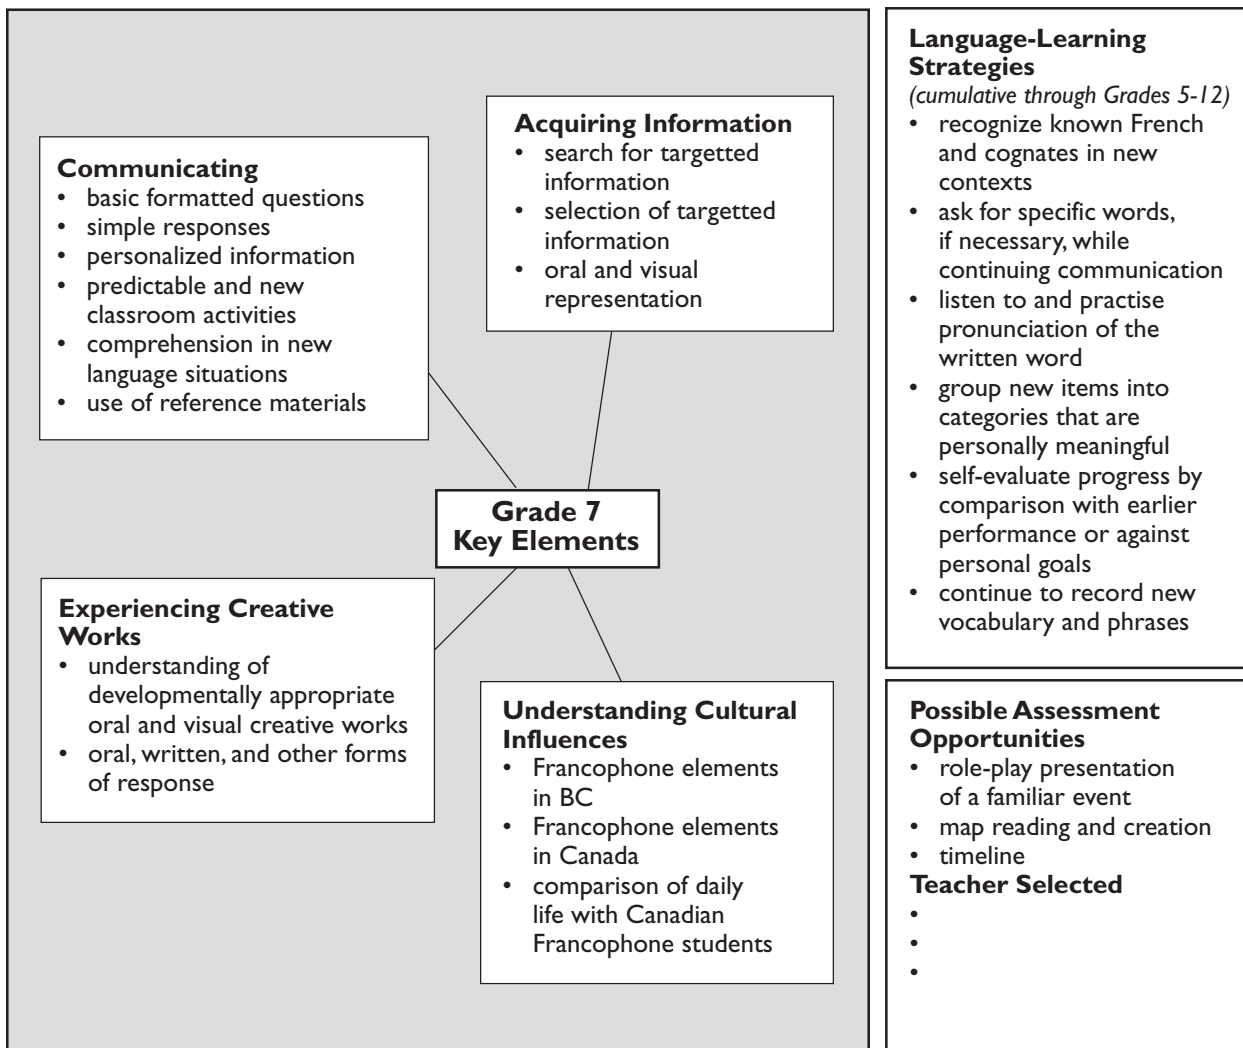 Communicating
• basic formatted questions
• simple responses
• personalized information
• predictable and new
classroom activities
• comprehension in new
language situations
• use of reference materials
Acquiring Information
• search for targetted
information
• selection of targetted
information
• oral and visual
representation
Grade 7
Key Elements
Experiencing Creative
Works
• understanding of
developmentally appropriate
oral and visual creative works
• oral, written, and other forms
of response
Understanding Cultural
Influences
• Francophone elements
in BC
• Francophone elements
in Canada
• comparison of daily
life with Canadian
Francophone students
Language-Learning
Strategies
(cumulative through Grades 5-12)
• recognize known French
and cognates in new
contexts
• ask for specific words,
if necessary, while
continuing communication
• listen to and practise
pronunciation of the
written word
• group new items into
categories that are
personally meaningful
• self-evaluate progress by
comparison with earlier
performance or against
personal goals
• continue to record new
vocabulary and phrases
Possible Assessment
Opportunities
• role-play presentation
of a familiar event
• map reading and creation
• timeline
Teacher Selected
•
•
•